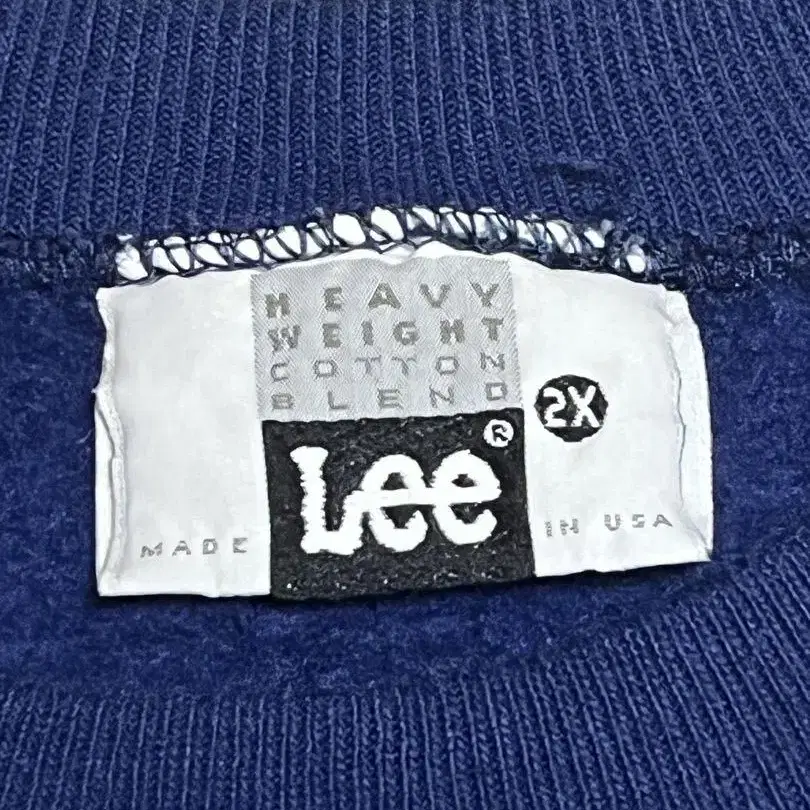 HEAVY
WEIGHT
COTTON
BLEND
2X
Lee®
MADE IN USA